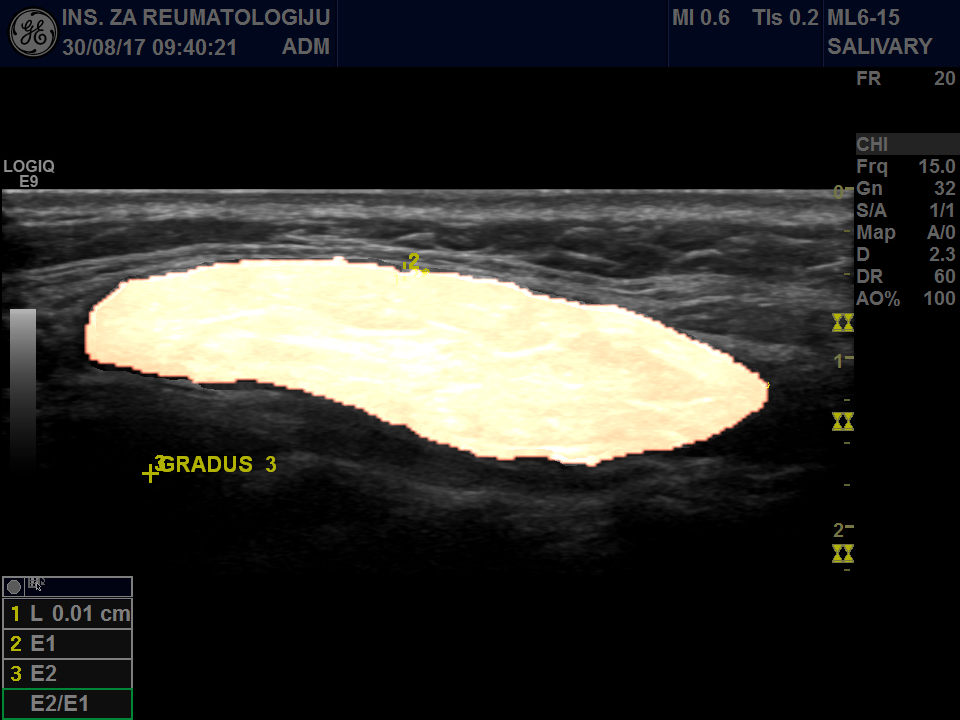 INS. ZA REUMATOLOGIJU
30/08/17 09:40:21 ADM
MI 0.6 TIs 0.2
ML6-15
SALIVARY
FR 20
CHI
Frq 15.0
Gn 32
S/A 1/1
Map A/0
D 2.3
DR 60
AO% 100
LOGIQ
E9
0
2
1
3 GRADUS 3
2
1 L 0.01 cm
2 E1
3 E2
E2/E1